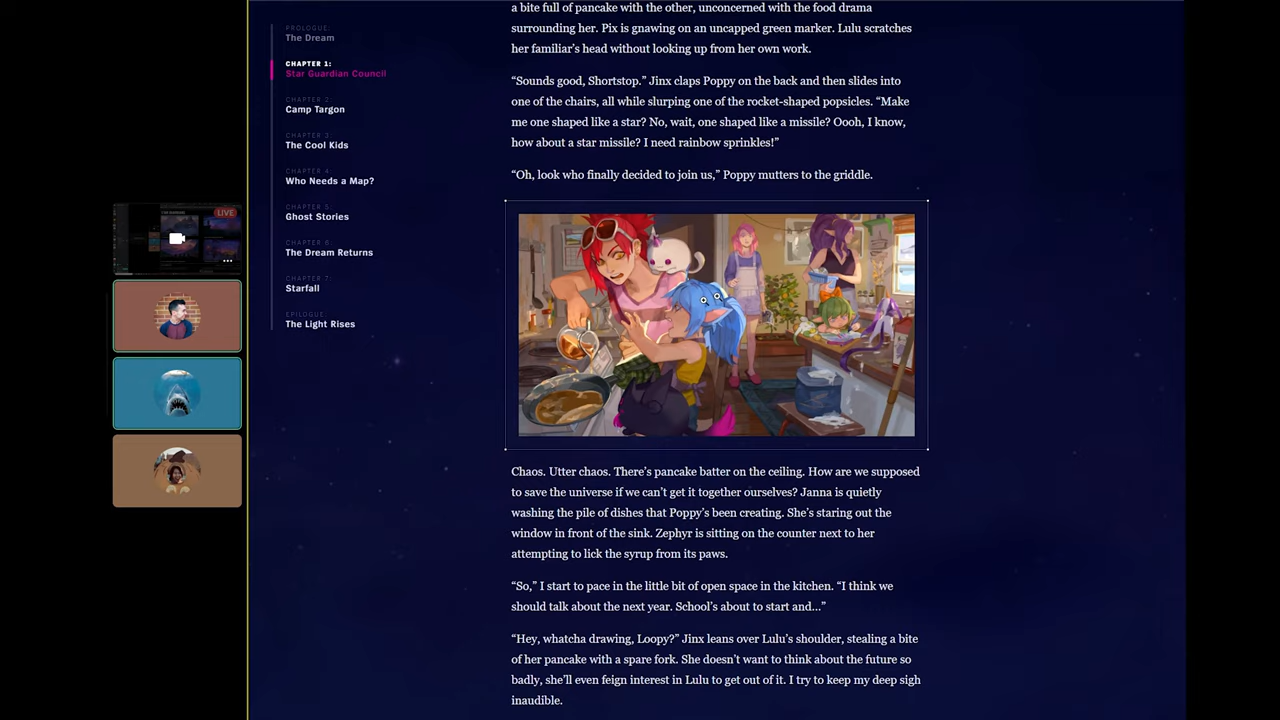 PROLOGUE:
The Dream
CHAPTER 1:
Star Guardian Council
CHAPTER 2:
Camp Targon
CHAPTER 3:
The Cool Kids
CHAPTER 4:
Who Needs a Map?
CHAPTER 5:
Ghost Stories
CHAPTER 6:
The Dream Returns
CHAPTER 7:
Starfall
EPILOGUE:
The Light Rises
LIVE
a bite full of pancake with the other, unconcerned with the food drama
surrounding her. Pix is gnawing on an uncapped green marker. Lulu scratches
her familiar’s head without looking up from her own work.
“Sounds good, Shortstop.” Jinx claps Poppy on the back and then slides into
one of the chairs, all while slurping one of the rocket-shaped popsicles. “Make
me one shaped like a star? No, wait, one shaped like a missile? Oooh, I know,
how about a star missile? I need rainbow sprinkles!”
“Oh, look who finally decided to join us,” Poppy mutters to the griddle.
Chaos. Utter chaos. There’s pancake batter on the ceiling. How are we supposed
to save the universe if we can’t get it together ourselves? Janna is quietly
washing the pile of dishes that Poppy’s been creating. She’s staring out the
window in front of the sink. Zephyr is sitting on the counter next to her
attempting to lick the syrup from its paws.
“So,” I start to pace in the little bit of open space in the kitchen. “I think we
should talk about the next year. School’s about to start and...”
“Hey, whatcha drawing, Loopy?” Jinx leans over Lulu’s shoulder, stealing a bite
of her pancake with a spare fork. She doesn’t want to think about the future so
badly, she’ll even feign interest in Lulu to get out of it. I try to keep my deep sigh
inaudible.